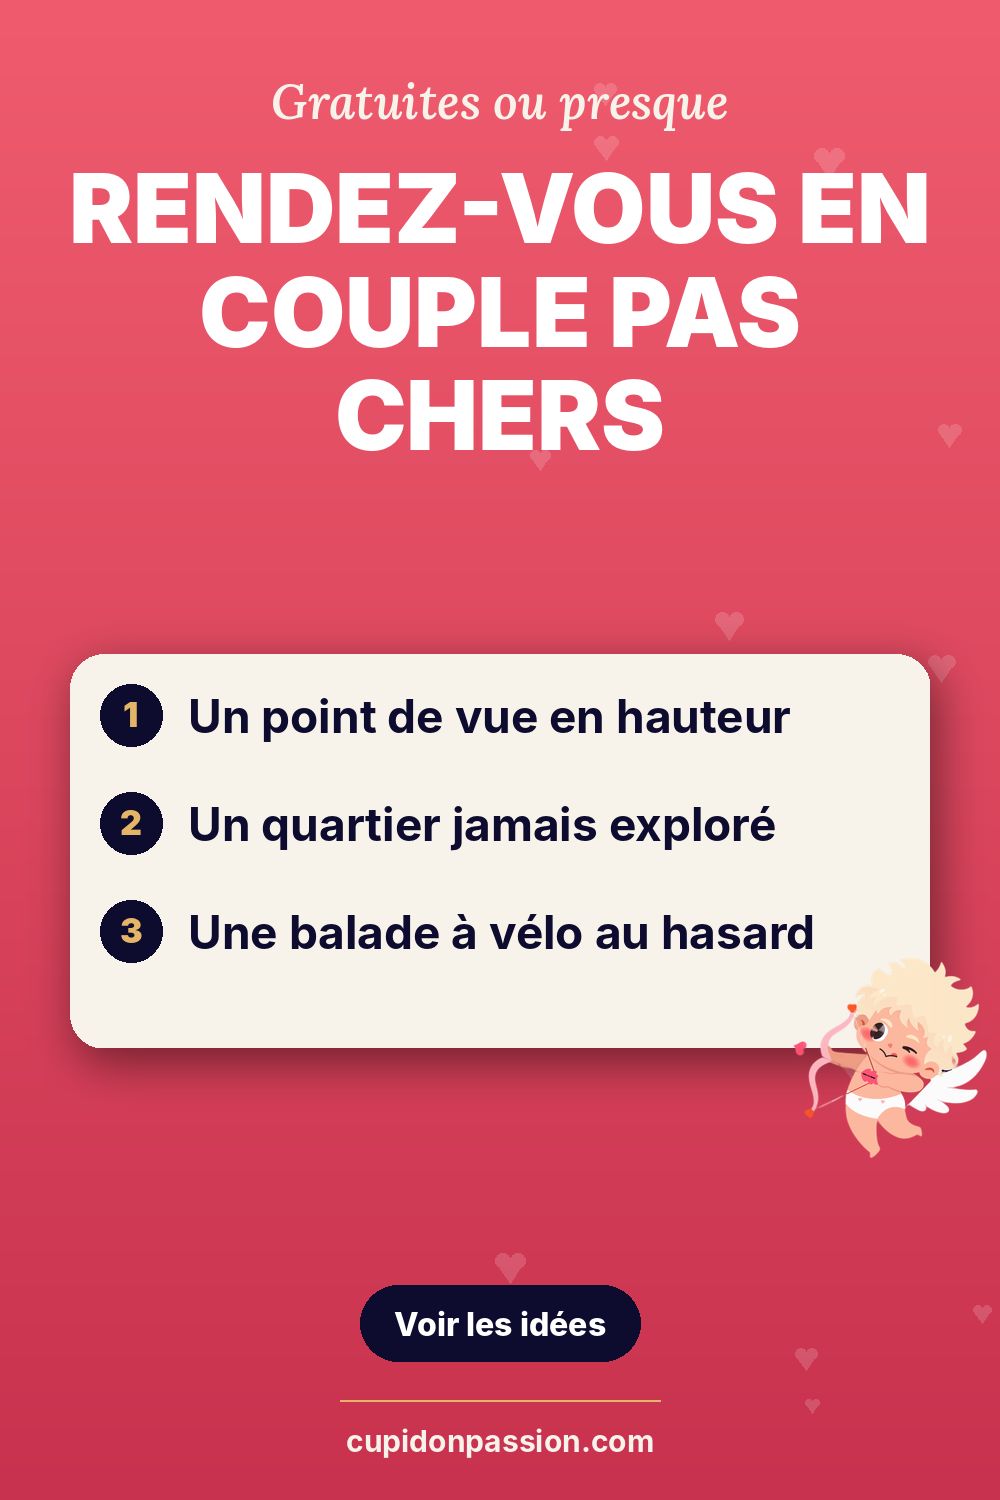 Gratuites ou presque
RENDEZ-VOUS EN
COUPLE PAS
CHERS
1 Un point de vue en hauteur
2 Un quartier jamais exploré
3 Une balade à vélo au hasard
Voir les idées
cupidonpassion.com